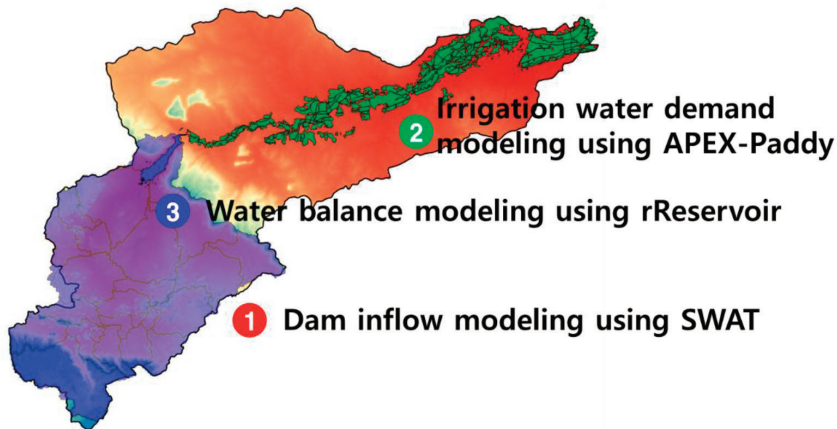 2 Irrigation water demand
modeling using APEX-Paddy
3 Water balance modeling using rReservoir
1 Dam inflow modeling using SWAT